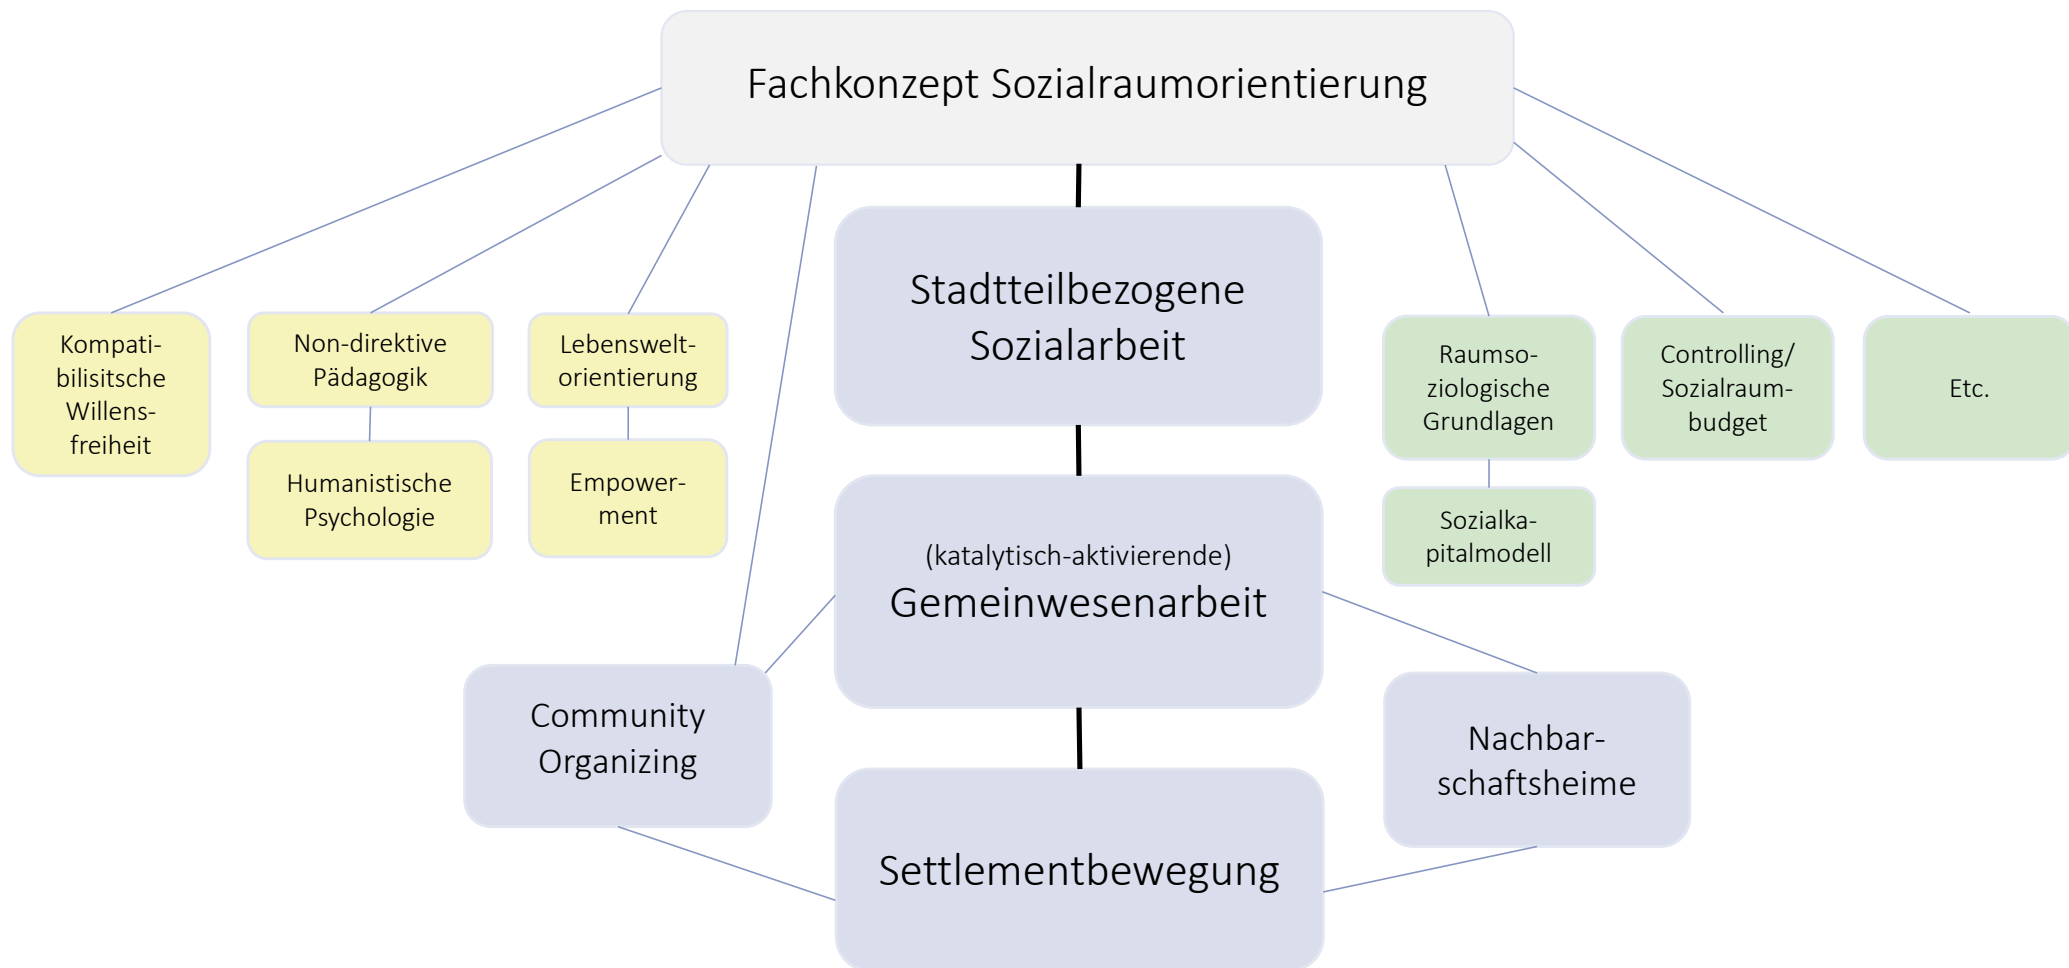 Fachkonzept Sozialraumorientierung
Stadtteilbezogene
Sozialarbeit
Kompati-
bilisitsche
Willens-
freiheit
Non-direktive
Pädagogik
Lebenswelt-
orientierung
Raumso-
ziologische
Grundlagen
Controlling/
Sozialraum-
budget
Etc.
Humanistische
Psychologie
Empower-
ment
Sozialka-
pitalmodell
(katalytisch-aktivierende)
Gemeinwesenarbeit
Community
Organizing
Nachbar-
schaftsheime
Settlementbewegung